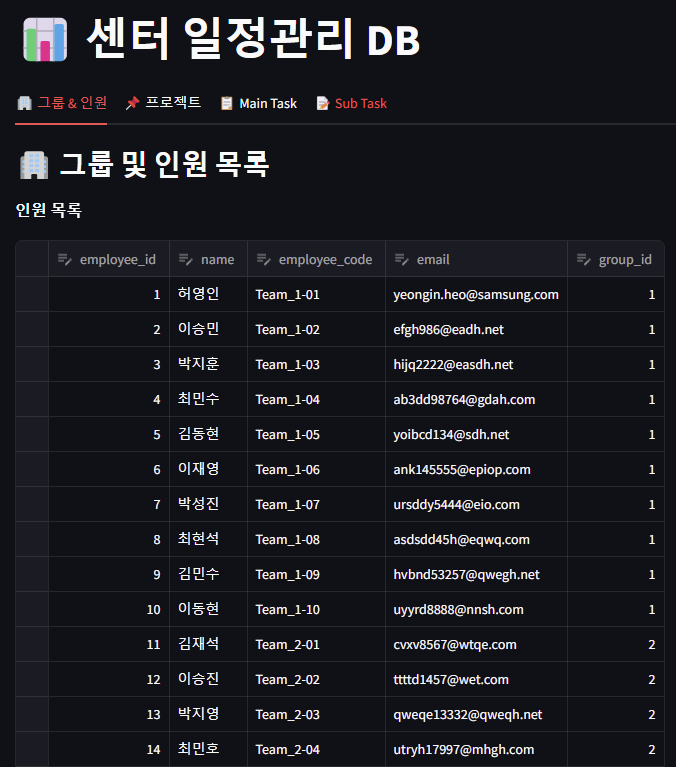 센터 일정관리 DB
그룹 & 인원 프로젝트 Main Task Sub Task
그룹 및 인원 목록
인원 목록
employee_id name employee_code email group_id
1 허영인 Team_1-01 yeongin.heo@samsung.com 1
2 이승민 Team_1-02 efgh986@eadh.net 1
3 박지훈 Team_1-03 hijq2222@easdh.net 1
4 최민수 Team_1-04 ab3dd98764@gdah.com 1
5 김동현 Team_1-05 yoibcd134@sdh.net 1
6 이재영 Team_1-06 ank145555@epiop.com 1
7 박성진 Team_1-07 ursddy5444@eio.com 1
8 최현석 Team_1-08 asdsdd45h@eqwq.com 1
9 김민수 Team_1-09 hvbnd53257@qwegh.net 1
10 이동현 Team_1-10 uyyrd8888@nnsh.com 1
11 김재석 Team_2-01 cvxv8567@wtqe.com 2
12 이승진 Team_2-02 ttttd1457@wet.com 2
13 박지영 Team_2-03 qweqe13332@qweqh.net 2
14 최민호 Team_2-04 utryh17997@mhgh.com 2